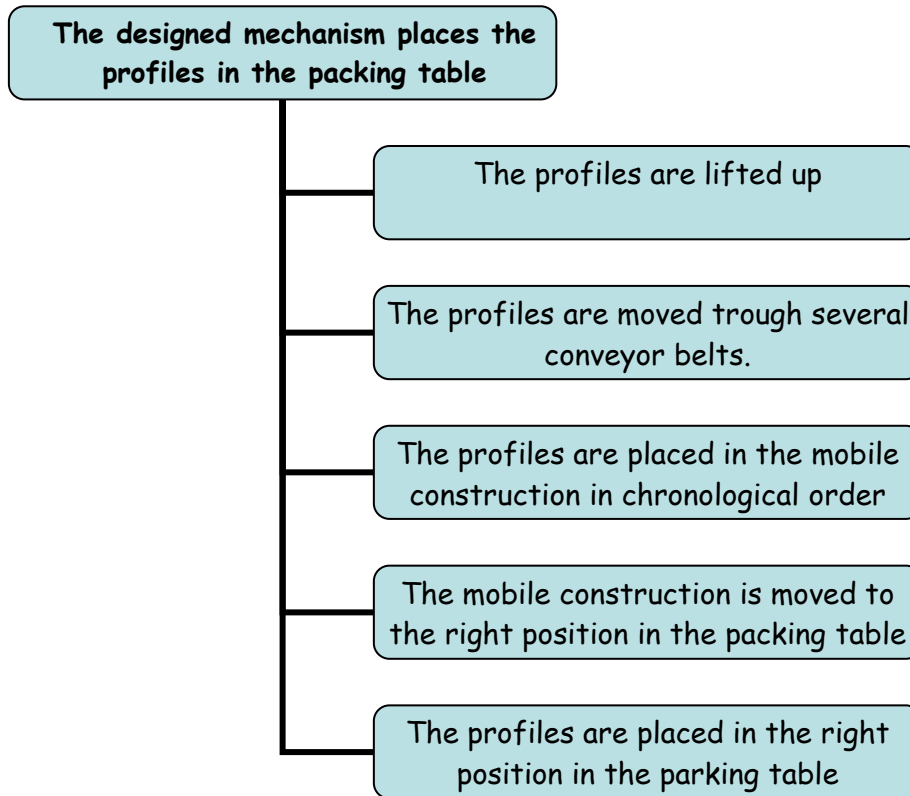 The designed mechanism places the
profiles in the packing table
The profiles are lifted up
The profiles are moved trough several
conveyor belts.
The profiles are placed in the mobile
construction in chronological order
The mobile construction is moved to
the right position in the packing table
The profiles are placed in the right
position in the parking table